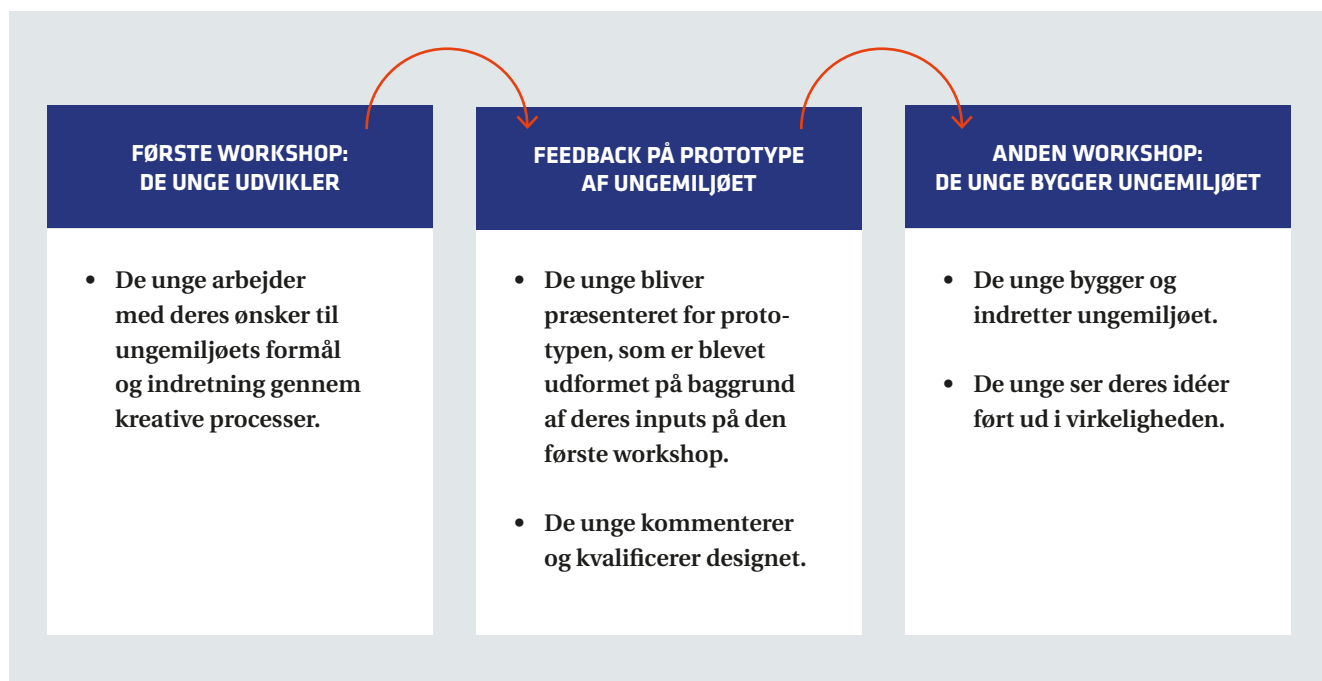 FØRSTE WORKSHOP:
DE UNGE UDVIKLER
• De unge arbejder
med deres ønsker til
ungemiljøets formål
og indretning gennem
kreative processer.
FEEDBACK PÅ PROTOTYPE
AF UNGEMILJØET
• De unge bliver
præsenteret for proto-
typen, som er blevet
udformet på baggrund
af deres inputs på den
første workshop.
• De unge kommenterer
og kvalificerer designet.
ANDEN WORKSHOP:
DE UNGE BYGGER UNGEMILJØET
• De unge bygger og
indretter ungemiljøet.
• De unge ser deres idéer
ført ud i virkeligheden.